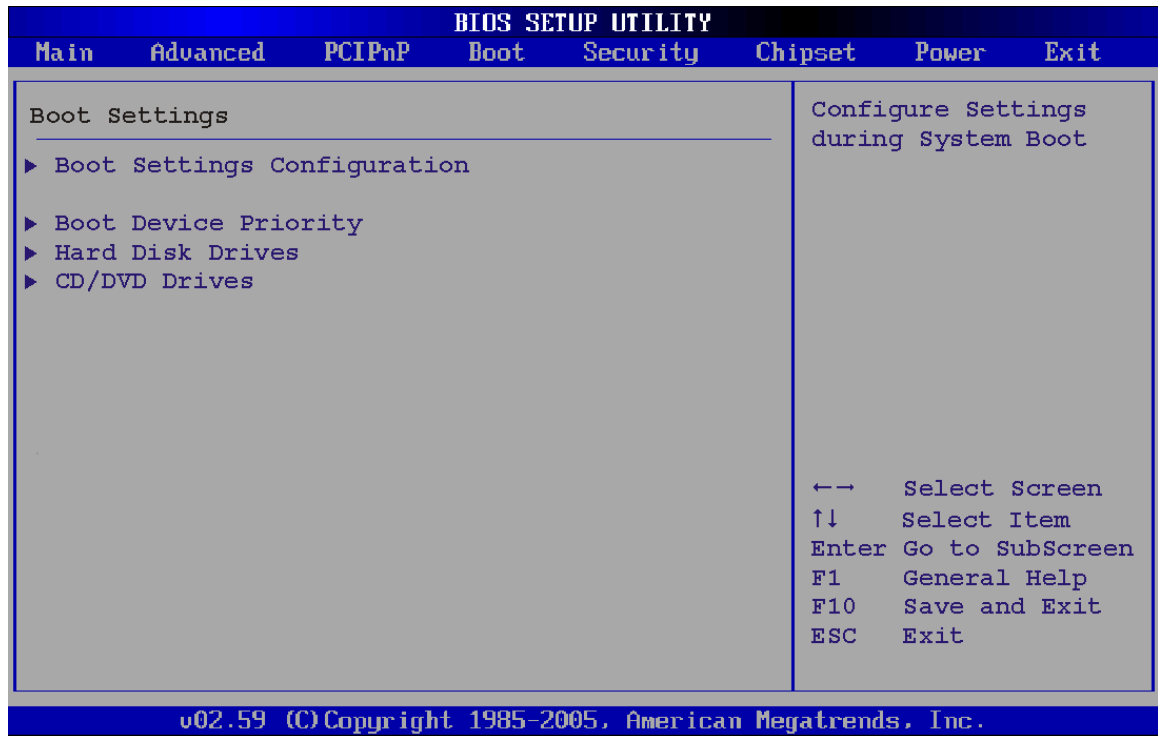 BIOS SETUP UTILITY
Main Advanced PCIPnP Boot Security Chipset Power Exit
Boot Settings
▶ Boot Settings Configuration
▶ Boot Device Priority
▶ Hard Disk Drives
▶ CD/DVD Drives
Configure Settings
during System Boot
←→ Select Screen
↑↓ Select Item
Enter Go to SubScreen
F1 General Help
F10 Save and Exit
ESC Exit
v02.59 (C)Copyright 1985-2005, American Megatrends, Inc.